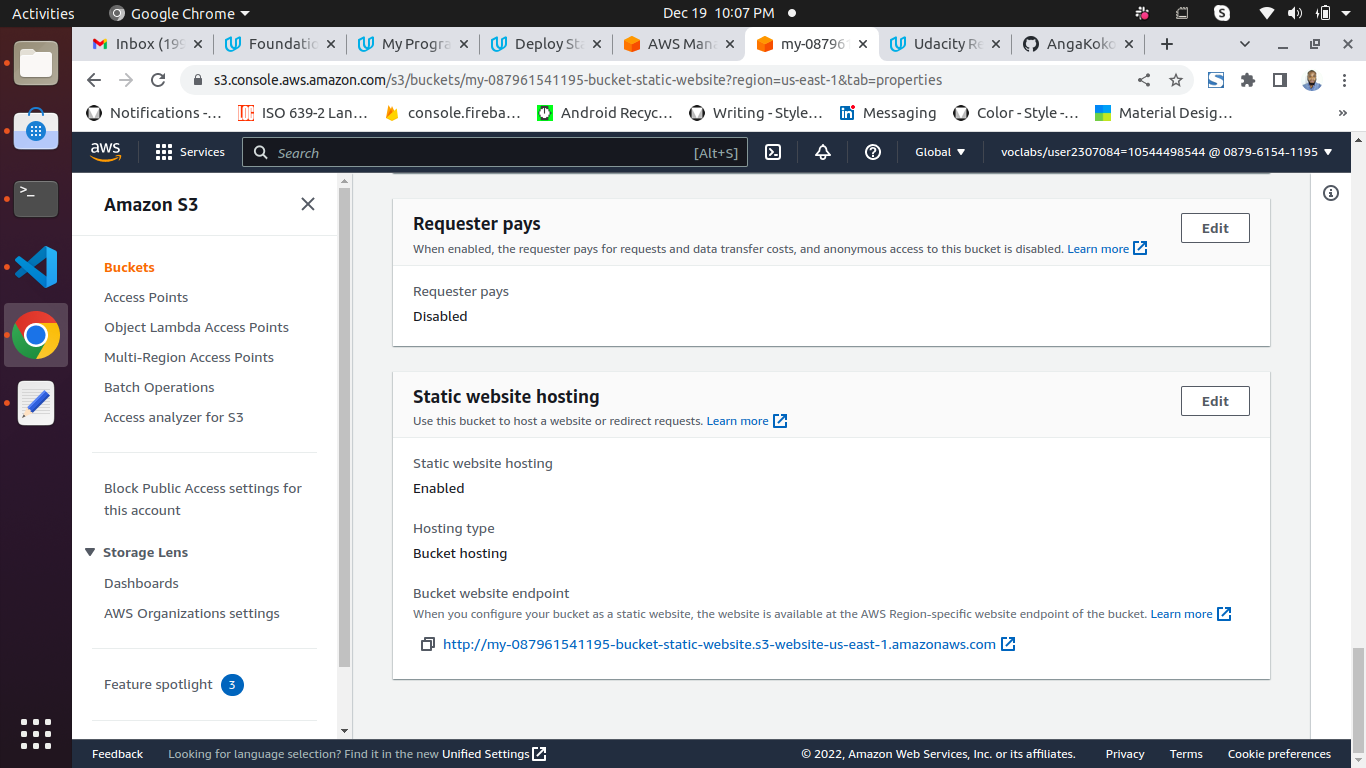 Activities Google Chrome Dec 19 10:07 PM
Inbox (199 Foundatio My Progra Deploy Sta AWS Man my-08796 Udacity Re AngaKoko
s3.console.aws.amazon.com/s3/buckets/my-087961541195-bucket-static-website?region=us-east-1&tab=properties
Notifications -... ISO 639-2 Lan... console.fireba... Android Recyc... Writing - Style... Messaging Color - Style -... Material Desig... »
aws Services Search [Alt+S] Global voclabs/user2307084=10544498544 @ 0879-6154-1195
Amazon S3
Buckets
Access Points
Object Lambda Access Points
Multi-Region Access Points
Batch Operations
Access analyzer for S3
Block Public Access settings for
this account
Storage Lens
Dashboards
AWS Organizations settings
Feature spotlight 3
Requester pays
Edit
When enabled, the requester pays for requests and data transfer costs, and anonymous access to this bucket is disabled. Learn more
Requester pays
Disabled
Static website hosting
Edit
Use this bucket to host a website or redirect requests. Learn more
Static website hosting
Enabled
Hosting type
Bucket hosting
Bucket website endpoint
When you configure your bucket as a static website, the website is available at the AWS Region-specific website endpoint of the bucket. Learn more
http://my-087961541195-bucket-static-website.s3-website-us-east-1.amazonaws.com
Feedback Looking for language selection? Find it in the new Unified Settings © 2022, Amazon Web Services, Inc. or its affiliates. Privacy Terms Cookie preferences